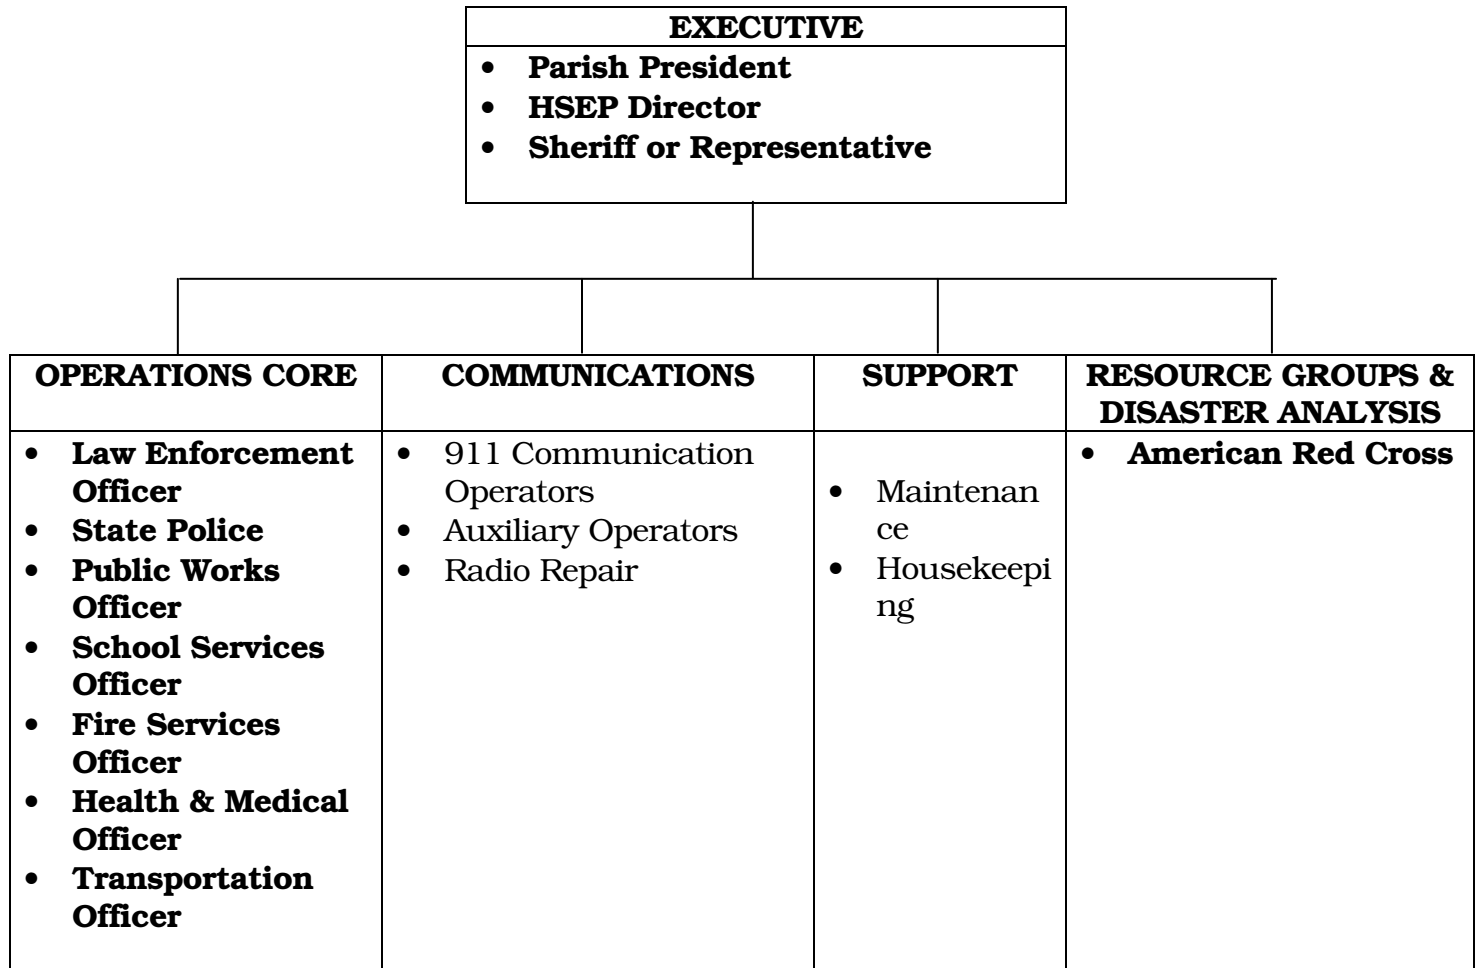 EXECUTIVE
• Parish President
• HSEP Director
• Sheriff or Representative
OPERATIONS CORE
• Law Enforcement
Officer
• State Police
• Public Works
Officer
• School Services
Officer
• Fire Services
Officer
• Health & Medical
Officer
• Transportation
Officer
COMMUNICATIONS
• 911 Communication
Operators
• Auxiliary Operators
• Radio Repair
SUPPORT
• Maintenan
ce
• Housekeepi
ng
RESOURCE GROUPS &
DISASTER ANALYSIS
• American Red Cross